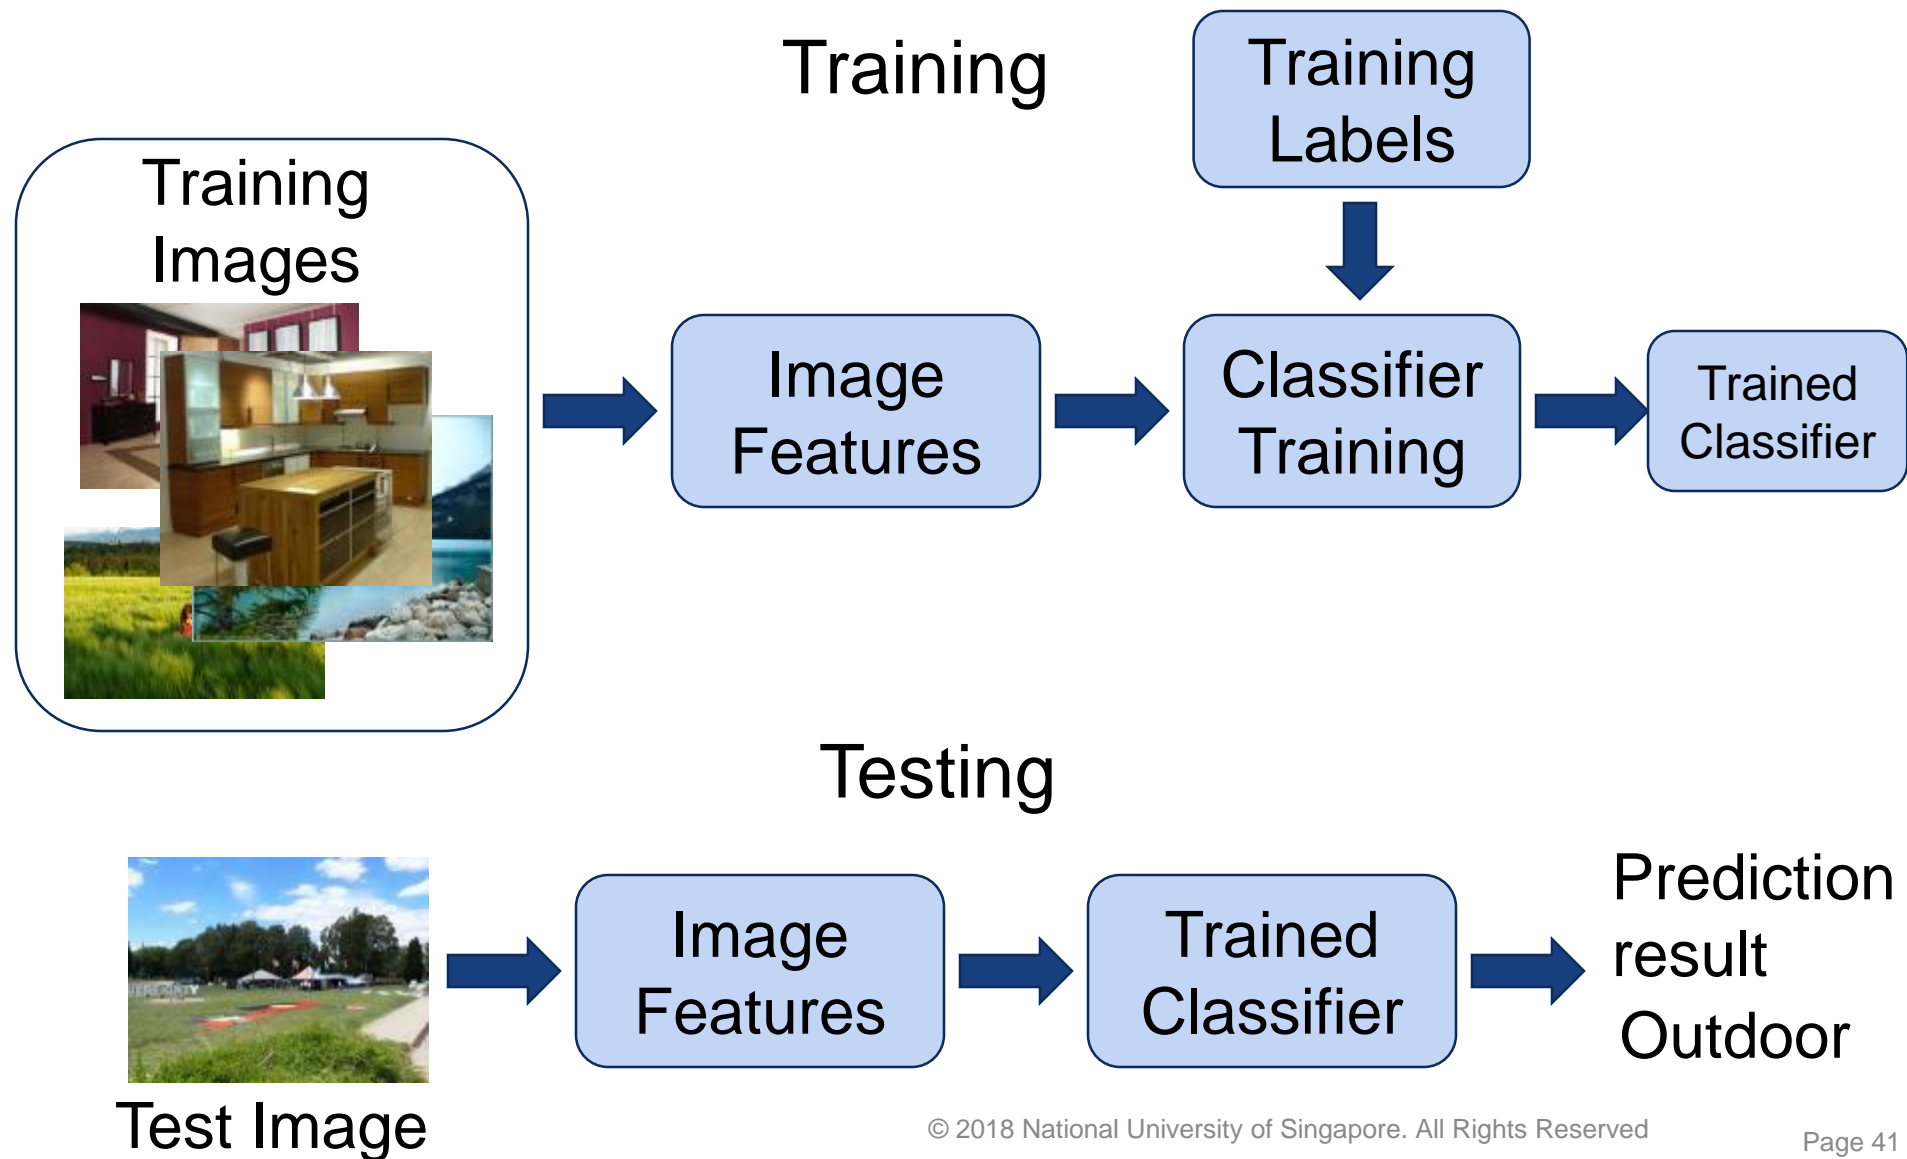 Training
Training
Labels
Training
Images
Image
Features
Classifier
Training
Trained
Classifier
Testing
Image
Features
Trained
Classifier
Prediction
result
Outdoor
Test Image
© 2018 National University of Singapore. All Rights Reserved
Page 41